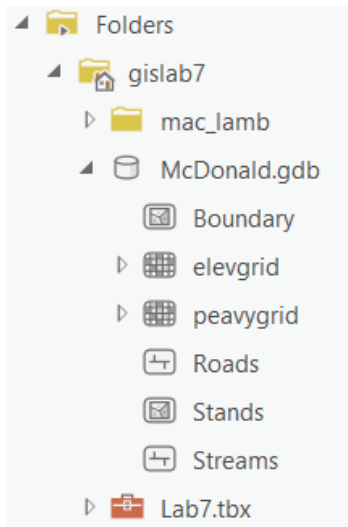 Folders
gislab7
mac_lamb
McDonald.gdb
Boundary
elevgrid
peavygrid
Roads
Stands
Streams
Lab7.tbx